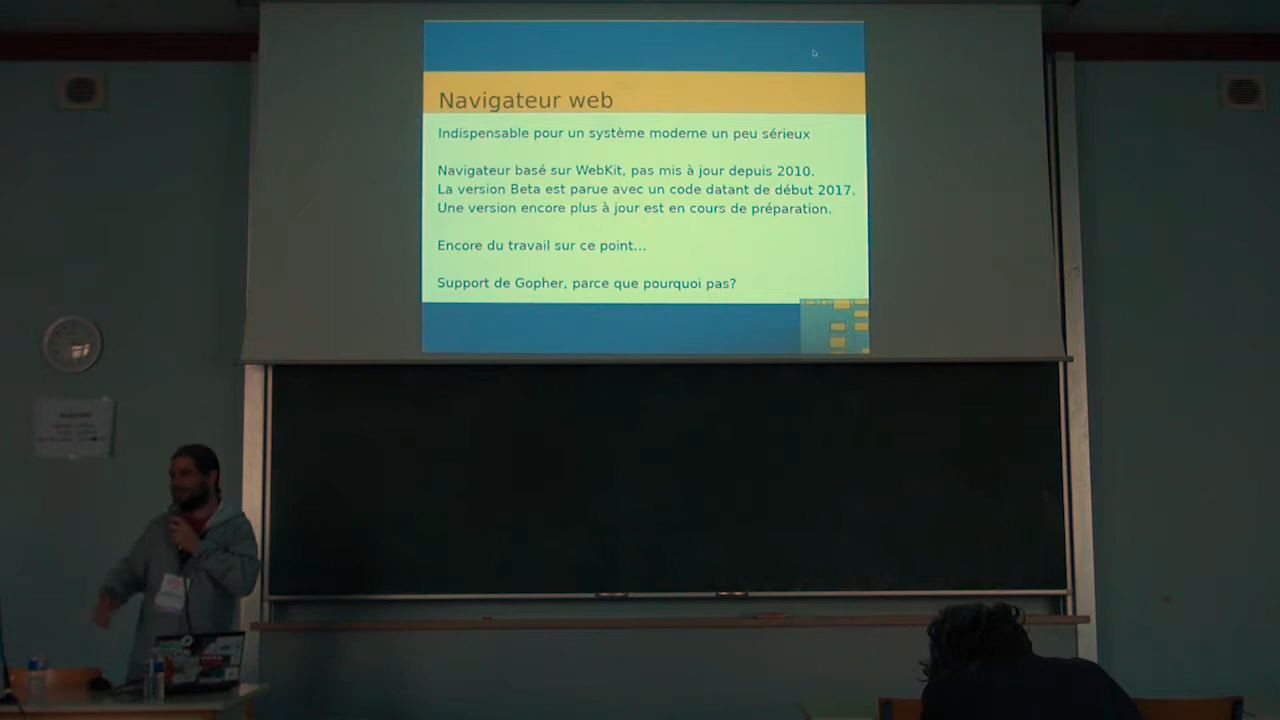 Navigateur web
Indispensable pour un système moderne un peu sérieux
Navigateur basé sur WebKit, pas mis à jour depuis 2010.
La version Beta est parue avec un code datant de début 2017.
Une version encore plus à jour est en cours de préparation.
Encore du travail sur ce point...
Support de Gopher, parce que pourquoi pas?